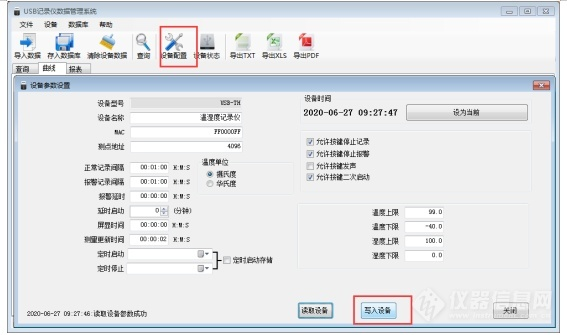 USB记录仪数据管理系统
文件 设备 数据库 帮助
导入数据 存入数据库 清除设备数据 查询 设备配置 设备状态 导出TXT 导出XLS 导出PDF
查询 曲线 报表
设备参数设置
设备型号 USB-TH
设备名称 温湿度记录仪
MAC FF0000FF
测点地址 4096
正常记录间隔 00:01:00 H:M:S
报警记录间隔 00:01:00 H:M:S
报警延时 00:00:00 H:M:S
延时启动 0 (分钟)
屏显时间 00:00:00 H:M:S
测量更新时间 00:00:02 H:M:S
定时启动
定时停止
定时启动存储
温度单位
摄氏度
华氏度
设备时间
2020-06-27 09:27:47 设为当前
允许按键停止记录
允许按键停止报警
允许按键发声
允许按键二次启动
温度上限 99.0
温度下限 -40.0
湿度上限 100.0
湿度下限 0.0
2020-06-27 09:27:46:读取设备参数成功
读取设备 写入设备 关闭
仪器信息网